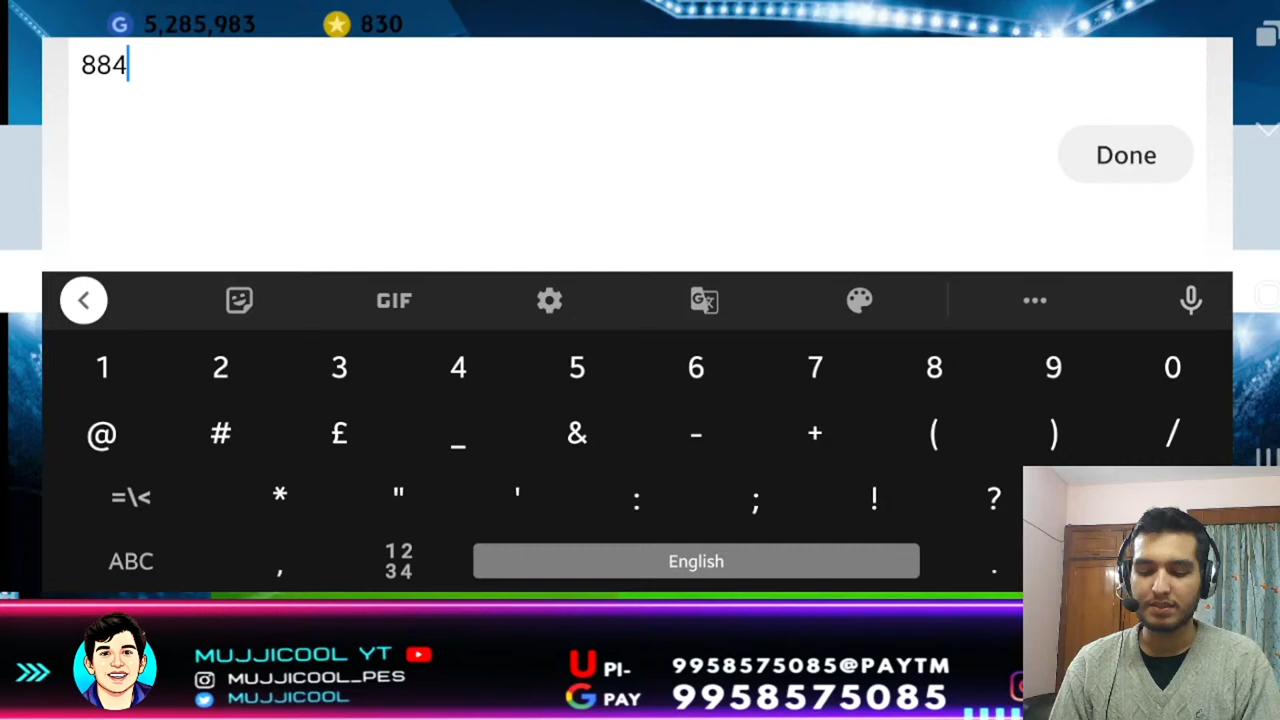 G 5,285,983 830
884
Done
GIF
1 2 3 4 5 6 7 8 9 0
@ # £ _ & - + ( ) /
=\< * " ' : ; ! ?
ABC , 12 34 English .
MUJJICOOL YT
MUJJICOOL_PES
MUJJICOOL
U PI- 9958575085@PAYTM
G PAY 9958575085